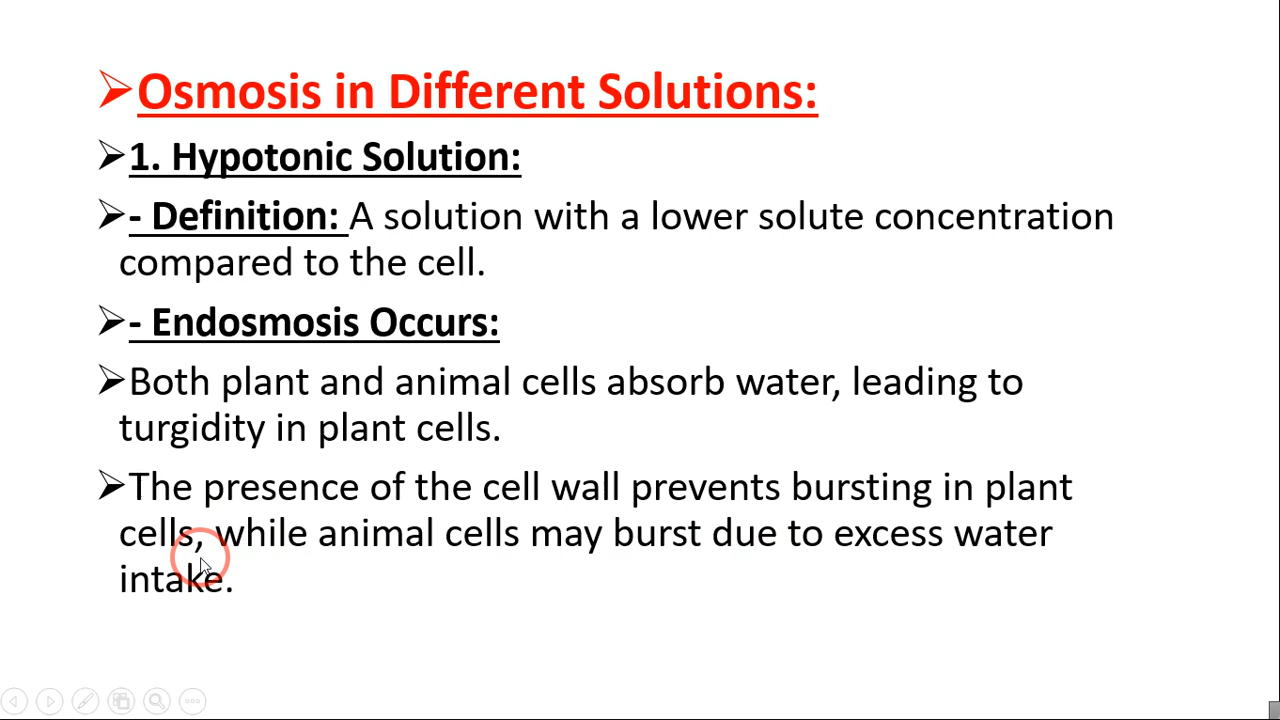 ➢Osmosis in Different Solutions:
➢1. Hypotonic Solution:
➢- Definition: A solution with a lower solute concentration
compared to the cell.
➢- Endosmosis Occurs:
➢Both plant and animal cells absorb water, leading to
turgidity in plant cells.
➢The presence of the cell wall prevents bursting in plant
cells, while animal cells may burst due to excess water
intake.